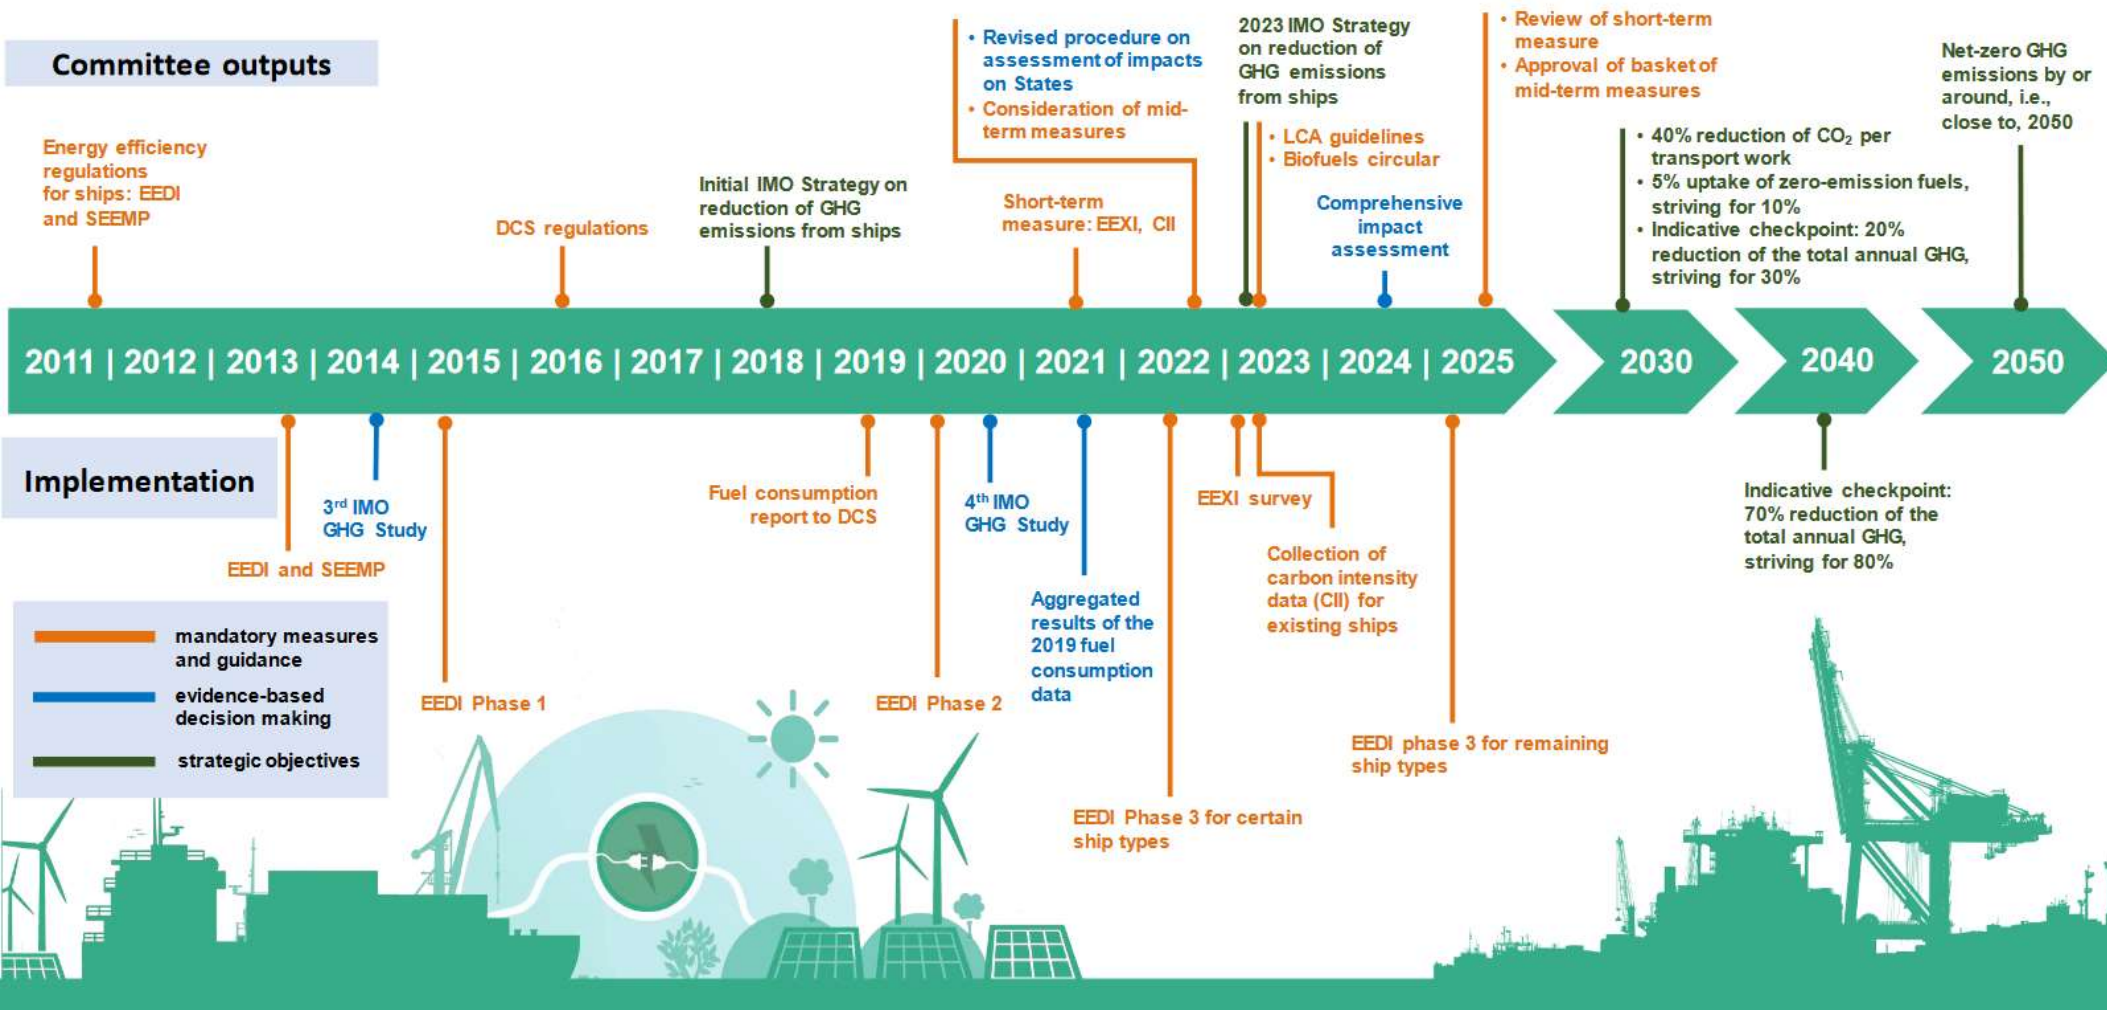 Committee outputs
Energy efficiency
regulations
for ships: EEDI
and SEEMP
DCS regulations
Initial IMO Strategy on
reduction of GHG
emissions from ships
• Revised procedure on
assessment of impacts
on States
• Consideration of mid-
term measures
Short-term
measure: EEXI, CII
2023 IMO Strategy
on reduction of
GHG emissions
from ships
• LCA guidelines
• Biofuels circular
Comprehensive
impact
assessment
• Review of short-term
measure
• Approval of basket of
mid-term measures
• 40% reduction of CO₂ per
transport work
• 5% uptake of zero-emission fuels,
striving for 10%
• Indicative checkpoint: 20%
reduction of the total annual GHG,
striving for 30%
Net-zero GHG
emissions by or
around, i.e.,
close to, 2050
2011 | 2012 | 2013 | 2014 | 2015 | 2016 | 2017 | 2018 | 2019 | 2020 | 2021 | 2022 | 2023 | 2024 | 2025
2030
2040
2050
Implementation
EEDI and SEEMP
3rd IMO
GHG Study
EEDI Phase 1
Fuel consumption
report to DCS
EEDI Phase 2
4th IMO
GHG Study
Aggregated
results of the
2019 fuel
consumption
data
EEDI Phase 3 for certain
ship types
EEXI survey
Collection of
carbon intensity
data (CII) for
existing ships
EEDI phase 3 for remaining
ship types
Indicative checkpoint:
70% reduction of the
total annual GHG,
striving for 80%
mandatory measures
and guidance
evidence-based
decision making
strategic objectives